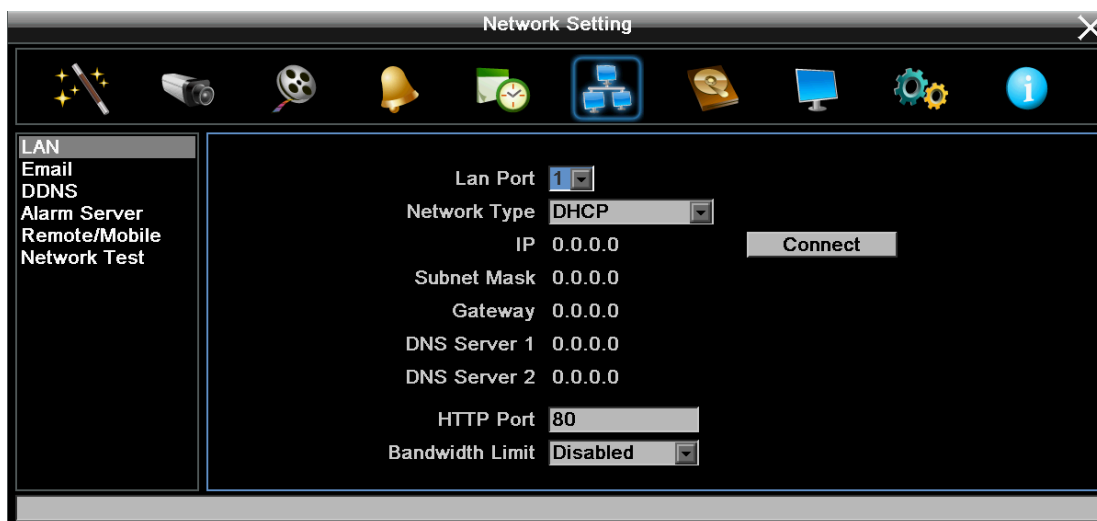 Network Setting
LAN
Email
DDNS
Alarm Server
Remote/Mobile
Network Test
Lan Port 1
Network Type DHCP
IP 0.0.0.0 Connect
Subnet Mask 0.0.0.0
Gateway 0.0.0.0
DNS Server 1 0.0.0.0
DNS Server 2 0.0.0.0
HTTP Port 80
Bandwidth Limit Disabled